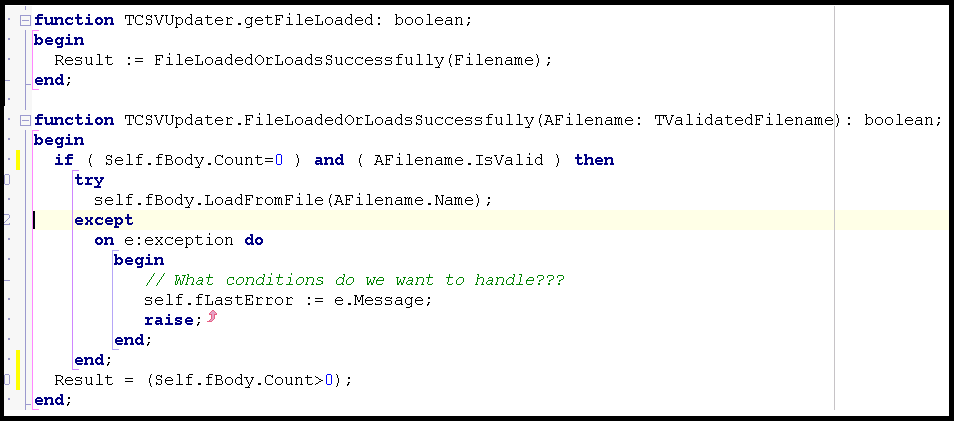 function TCSVUpdater.getFileLoaded: boolean;
begin
  Result := FileLoadedOrLoadsSuccessfully(Filename);
end;

function TCSVUpdater.FileLoadedOrLoadsSuccessfully(AFilename: TValidatedFilename): boolean;
begin
  if ( Self.fBody.Count=0 ) and ( AFilename.IsValid ) then
    try
      self.fBody.LoadFromFile(AFilename.Name);
    except
      on e:exception do
        begin
           // What conditions do we want to handle???
           self.fLastError := e.Message;
           raise;
        end;
    end;
  Result = (Self.fBody.Count>0);
end;